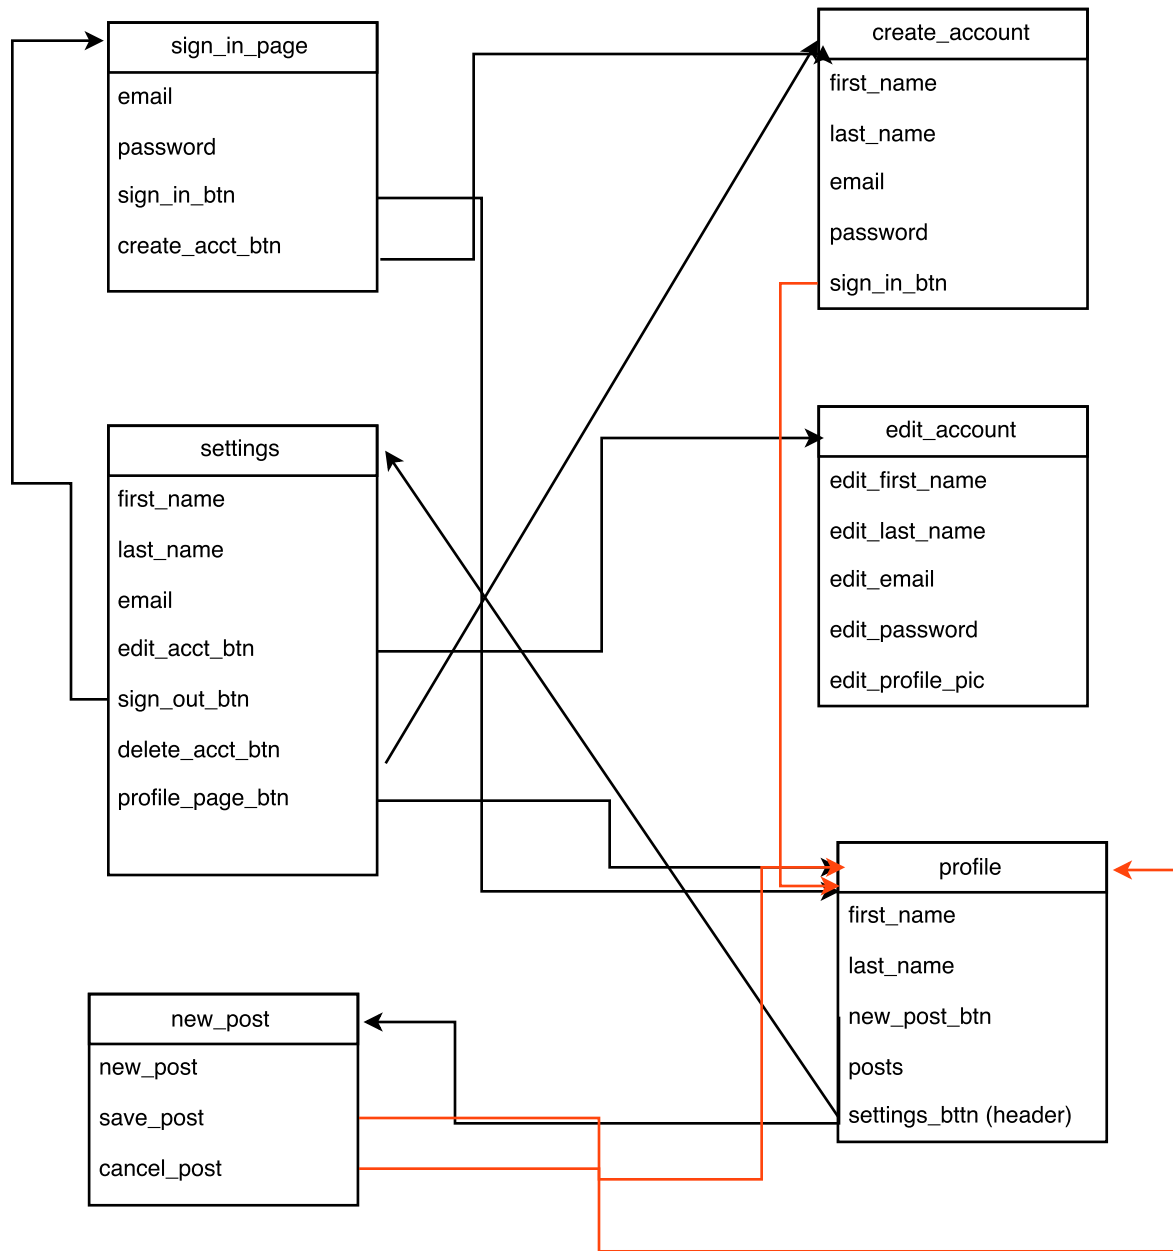 sign_in_page
email
password
sign_in_btn
create_acct_btn
create_account
first_name
last_name
email
password
sign_in_btn
settings
first_name
last_name
email
edit_acct_btn
sign_out_btn
delete_acct_btn
profile_page_btn
edit_account
edit_first_name
edit_last_name
edit_email
edit_password
edit_profile_pic
profile
first_name
last_name
new_post_btn
posts
settings_bttn (header)
new_post
new_post
save_post
cancel_post